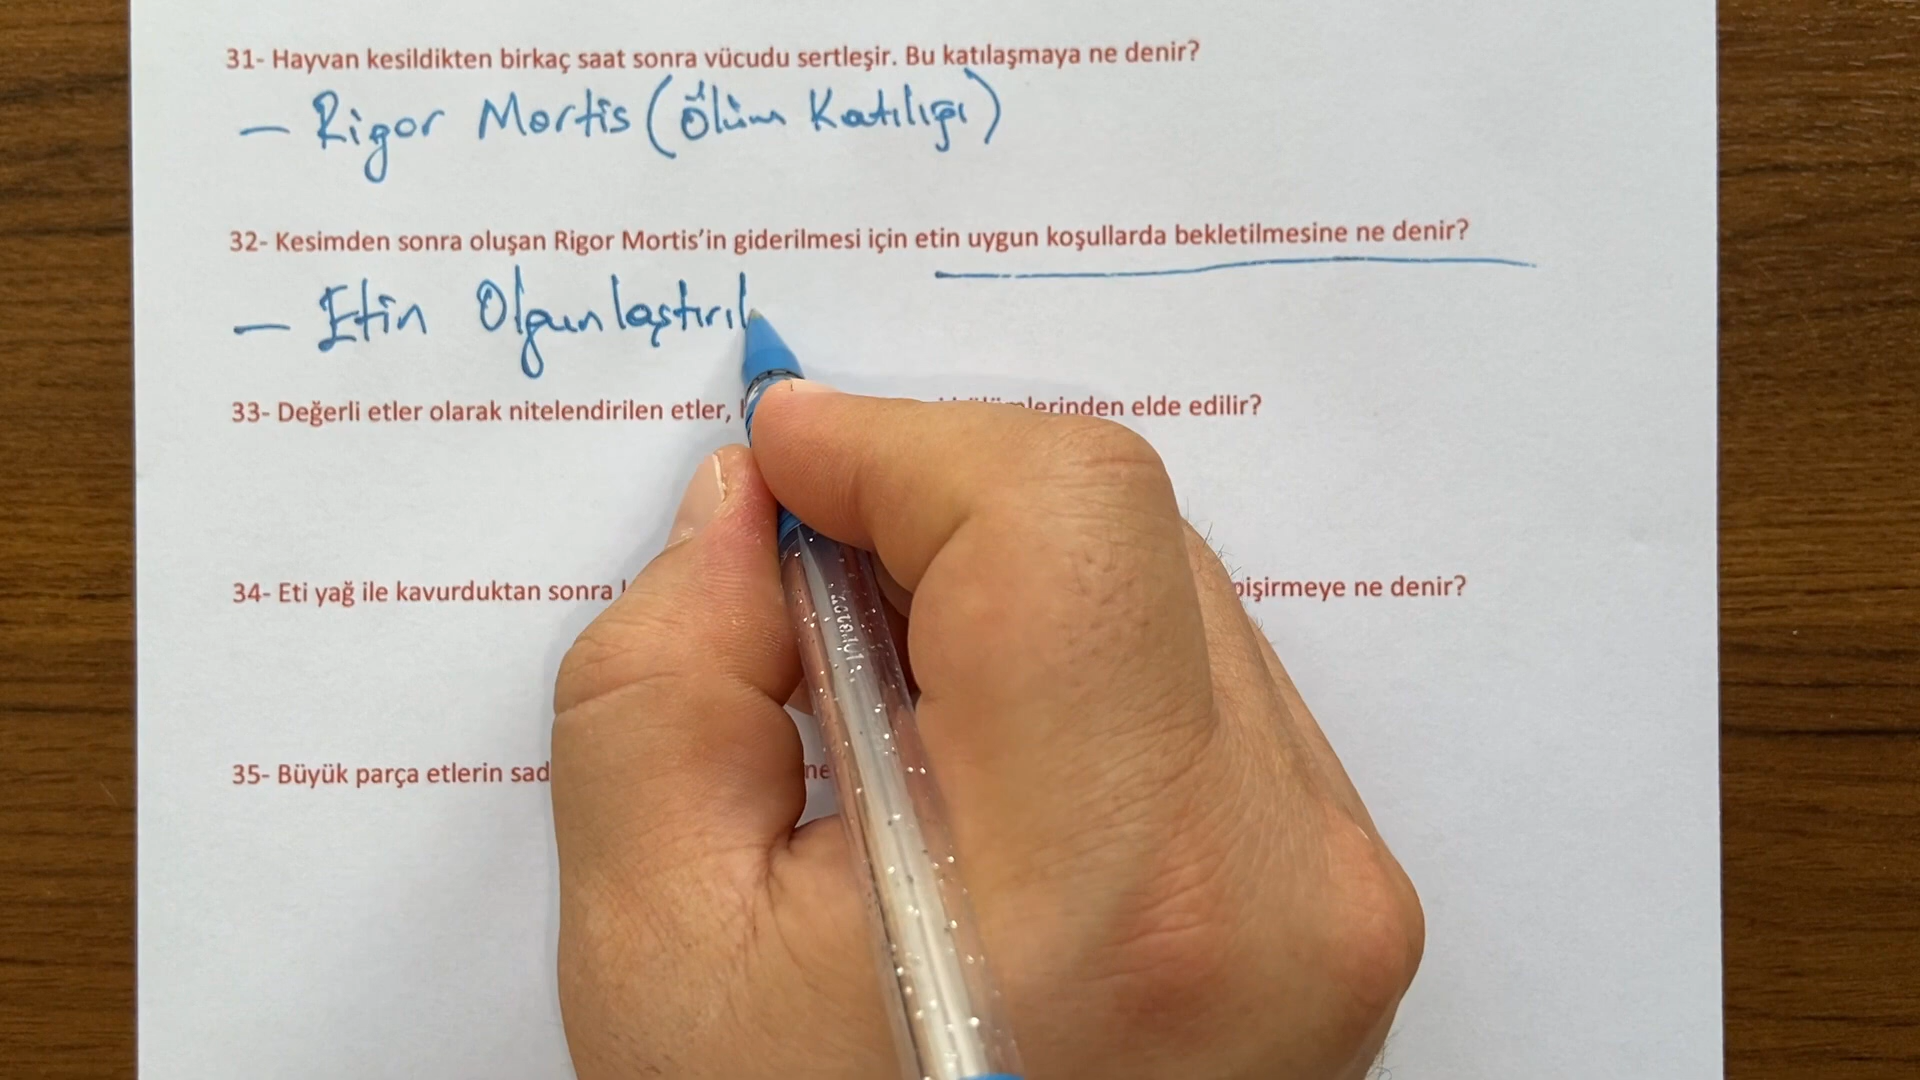 31- Hayvan kesildikten birkaç saat sonra vücudu sertleşir. Bu katılaşmaya ne denir?
— Rigor Mortis (Ölüm Katılığı)
32- Kesimden sonra oluşan Rigor Mortis’in giderilmesi için etin uygun koşullarda bekletilmesine ne denir?
— Etin Olgunlaştırıl
33- Değerli etler olarak nitelendirilen etler, elde edilir?
34- Eti yağ ile kavurduktan sonra pişirmeye ne denir?
35- Büyük parça etlerin ne